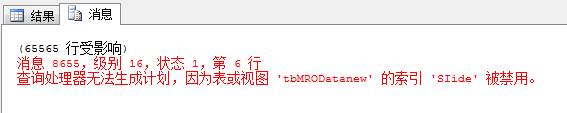 结果
消息
(65565 行受影响)
消息 8655，级别 16，状态 1，第 6 行
查询处理器无法生成计划，因为表或视图 'tbMRODatanew' 的索引 'SIide' 被禁用。